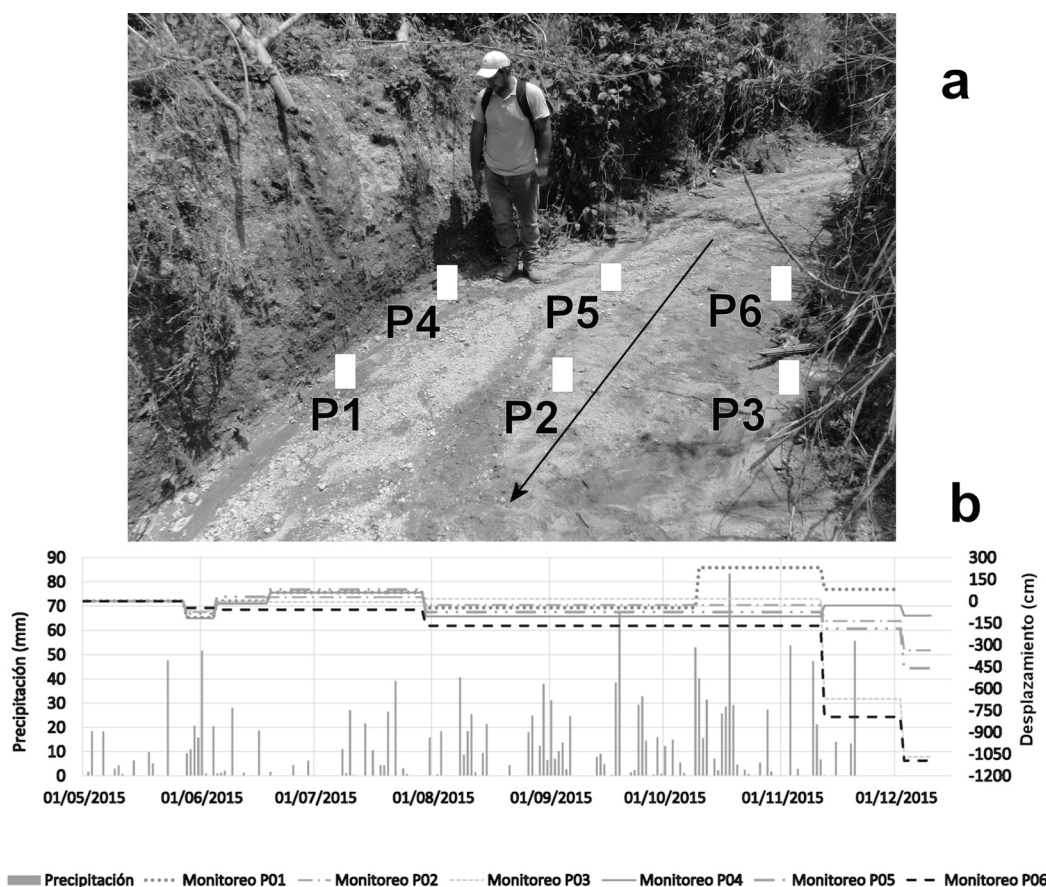 a
P4
P5
P6
P1
P2
P3
b
Precipitación (mm)
90
80
70
60
50
40
30
20
10
0
300
150
0
-150
-300
-450
-600
-750
-900
-1050
-1200
Desplazamiento (cm)
01/05/2015 01/06/2015 01/07/2015 01/08/2015 01/09/2015 01/10/2015 01/11/2015 01/12/2015
Precipitación Monitoreo P01 Monitoreo P02 Monitoreo P03 Monitoreo P04 Monitoreo P05 Monitoreo P06